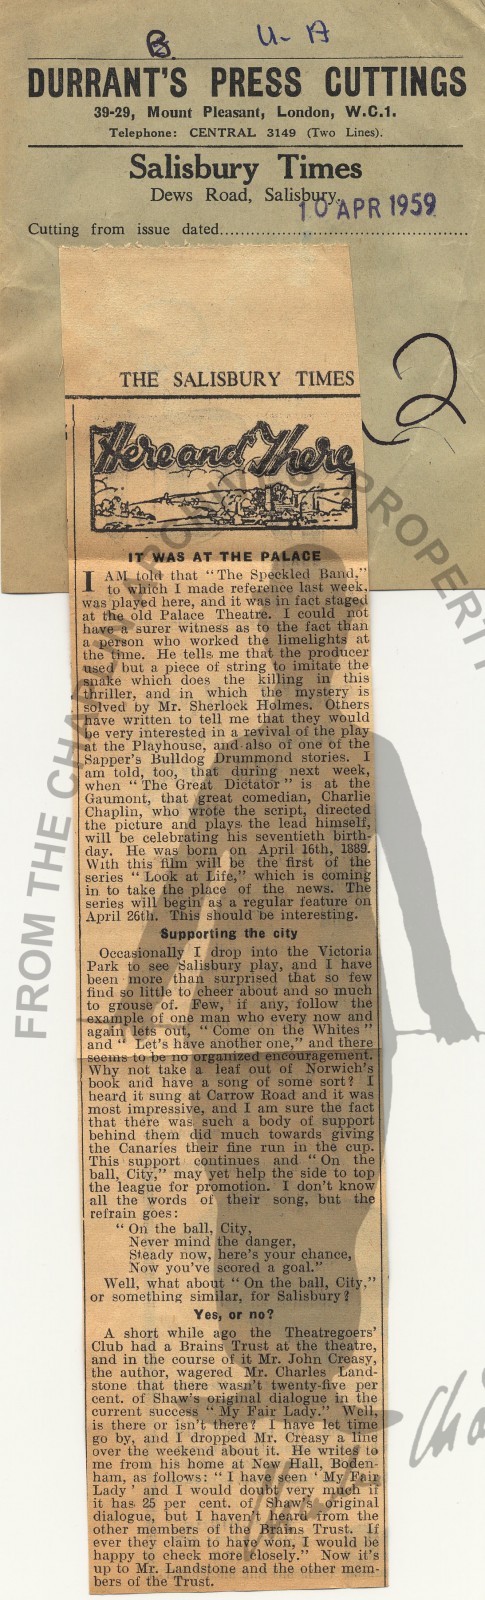 B. U-A
DURRANT'S PRESS CUTTINGS
39-29, Mount Pleasant, London, W.C.1.
Telephone: CENTRAL 3149 (Two Lines).
Salisbury Times
Dews Road, Salisbury.
10 APR 1959
Cutting from issue dated
2
THE SALISBURY TIMES
Here and There
IT WAS AT THE PALACE
I AM told that "The Speckled Band,"
to which I made reference last week,
was played here, and it was in fact staged
at the old Palace Theatre. I could not
have a surer witness as to the fact than
a person who worked the limelights at
the time. He tells me that the producer
used but a piece of string to imitate the
snake which does the killing in this
thriller, and in which the mystery is
solved by Mr. Sherlock Holmes. Others
have written to tell me that they would
be very interested in a revival of the play
at the Playhouse, and also of one of the
Sapper's Bulldog Drummond stories. I
am told, too, that during next week,
when "The Great Dictator" is at the
Gaumont, that great comedian, Charlie
Chaplin, who wrote the script, directed
the picture and plays the lead himself,
will be celebrating his seventieth birth-
day. He was born on April 16th, 1889.
With this film will be the first of the
series "Look at Life," which is coming
in to take the place of the news. The
series will begin as a regular feature on
April 26th. This should be interesting.
Supporting the city
Occasionally I drop into the Victoria
Park to see Salisbury play, and I have
been more than surprised that so few
find so little to cheer about and so much
to grouse of. Few, if any, follow the
example of one man who every now and
again lets out, "Come on the Whites"
and "Let's have another one," and there
seems to be no organized encouragement.
Why not take a leaf out of Norwich's
book and have a song of some sort? I
heard it sung at Carrow Road and it was
most impressive, and I am sure the fact
that there was such a body of support
behind them did much towards giving
the Canaries their fine run in the cup.
This support continues and "On the
ball, City," may yet help the side to top
the league for promotion. I don't know
all the words of their song, but the
refrain goes:
"On the ball, City,
Never mind the danger,
Steady now, here's your chance,
Now you've scored a goal."
Well, what about "On the ball, City,"
or something similar, for Salisbury?
Yes, or no?
A short while ago the Theatregoers'
Club had a Brains Trust at the theatre,
and in the course of it Mr. John Creasy,
the author, wagered Mr. Charles Land-
stone that there wasn't twenty-five per
cent. of Shaw's original dialogue in the
current success "My Fair Lady." Well,
is there or isn't there? I have let time
go by, and I dropped Mr. Creasy a line
over the weekend about it. He writes to
me from his home at New Hall, Boden-
ham, as follows: "I have seen 'My Fair
Lady' and I would doubt very much if
it has 25 per cent. of Shaw's original
dialogue, but I haven't heard from the
other members of the Brains Trust. If
ever they claim to have won, I would be
happy to check more closely." Now it's
up to Mr. Landstone and the other mem-
bers of the Trust.
FROM THE CHAPLIN ARCHIVES. PROPERTY